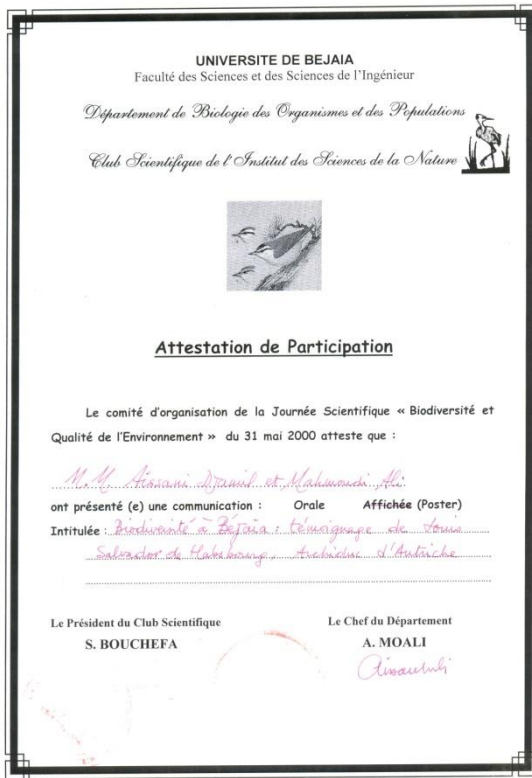 UNIVERSITE DE BEJAIA
Faculté des Sciences et des Sciences de l'Ingénieur
Département de Biologie des Organismes et des Populations
Club Scientifique de l'Institut des Sciences de la Nature
Attestation de Participation
Le comité d'organisation de la Journée Scientifique « Biodiversité et
Qualité de l'Environnement » du 31 mai 2000 atteste que :
M.M. Aissani Djamil et Mahmoudi Ali
ont présenté (e) une communication : Orale Affichée (Poster)
Intitulée : Biodiversité à Béjaia : témoignage de Louis
Salvador de Habsbourg, Archiduc d'Autriche
Le Président du Club Scientifique Le Chef du Département
S. BOUCHEFA A. MOALI